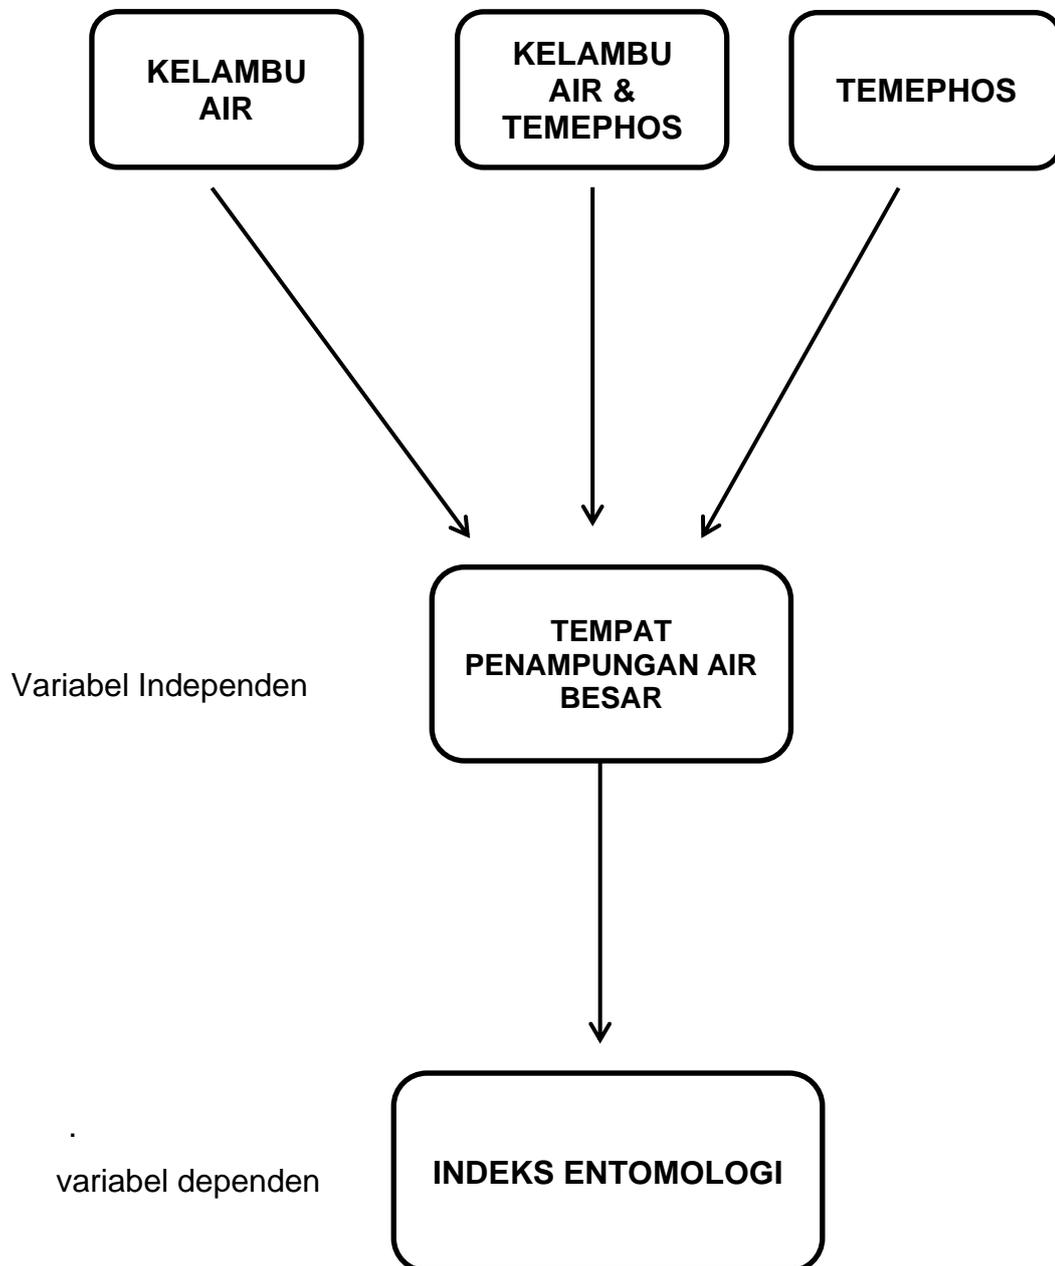 KELAMBU
AIR
KELAMBU
AIR &
TEMEPHOS
TEMEPHOS
TEMPAT
PENAMPUNGAN AIR
BESAR
Variabel Independen
.
variabel dependen
INDEKS ENTOMOLOGI